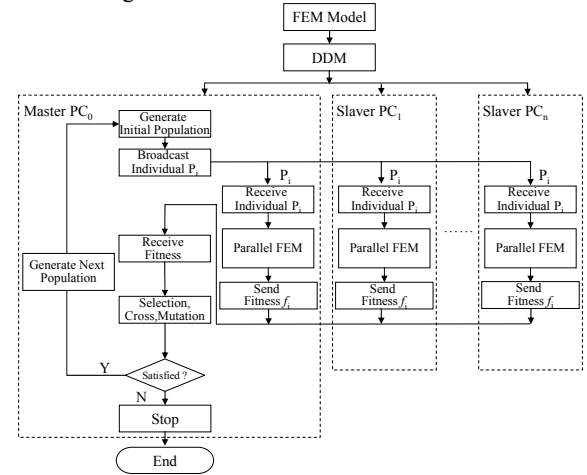 FEM Model
DDM
Master PC0
Slaver PC1
Slaver PCn
Generate
Initial Population
Broadcast
Individual Pi
Pi
Pi
Pi
Receive
Individual Pi
Receive
Individual Pi
Receive
Individual Pi
Receive
Fitness
Parallel FEM
Parallel FEM
Parallel FEM
......
Generate Next
Population
Send
Fitness fi
Send
Fitness fi
Send
Fitness fi
Selection,
Cross,Mutation
Y
Satisfied ?
N
Stop
End